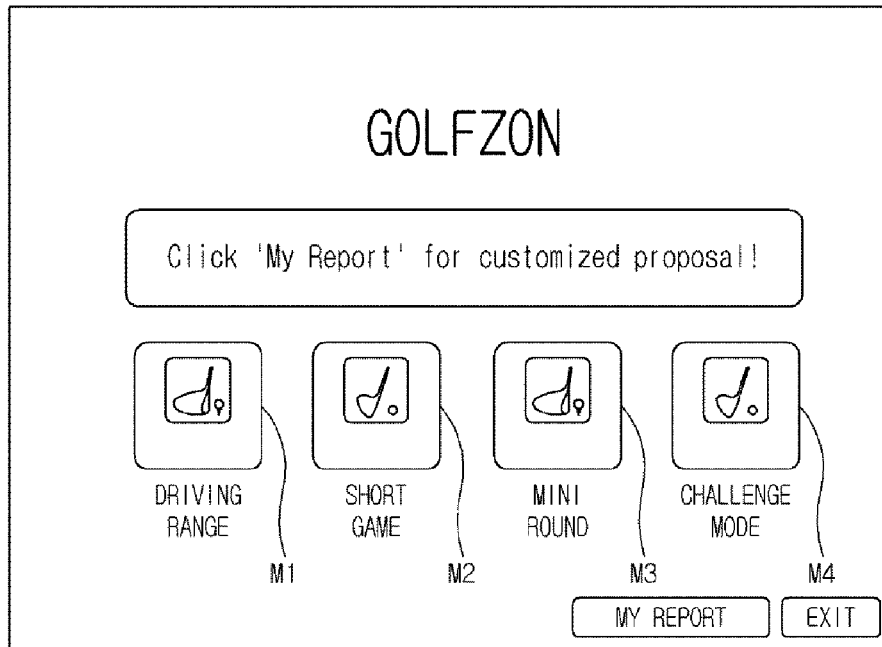 GOLFZON
Click 'My Report' for customized proposal!
DRIVING
RANGE
SHORT
GAME
MINI
ROUND
CHALLENGE
MODE
M1
M2
M3
M4
MY REPORT
EXIT